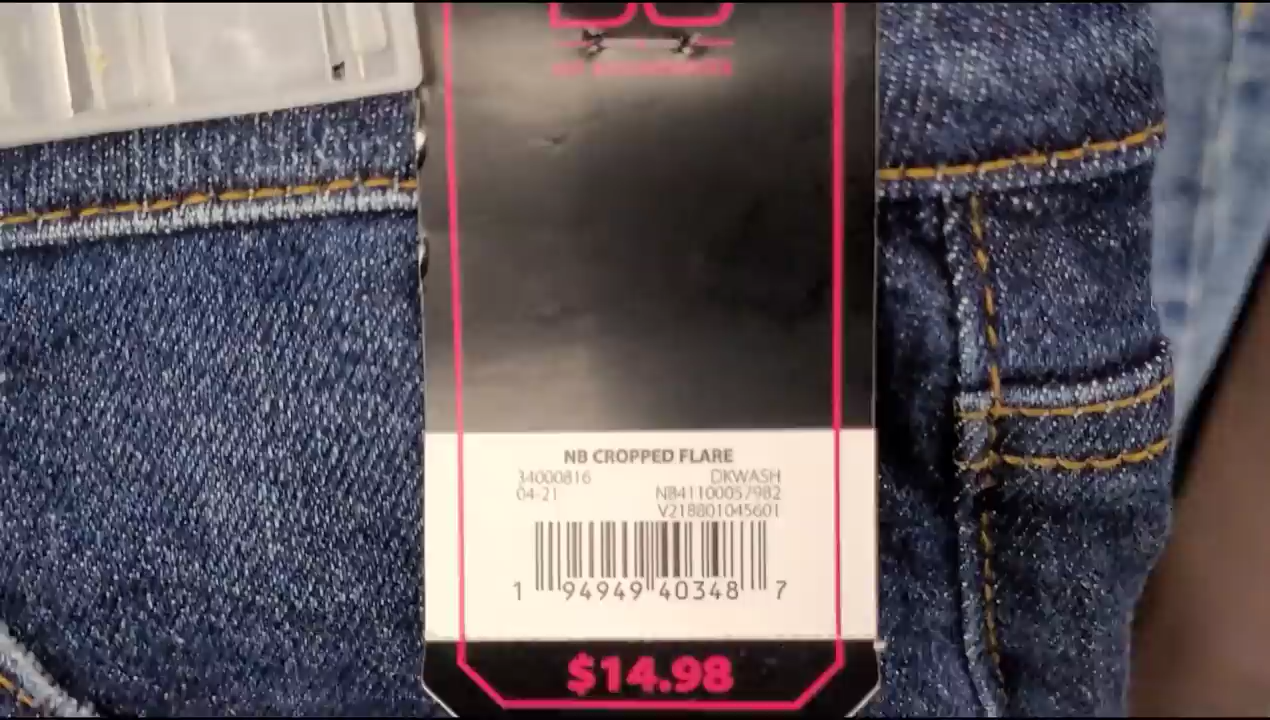 NB CROPPED FLARE
34000816 DKWASH
04-21 NB41100057982
V218801045601
1 94949 40348 7
$14.98